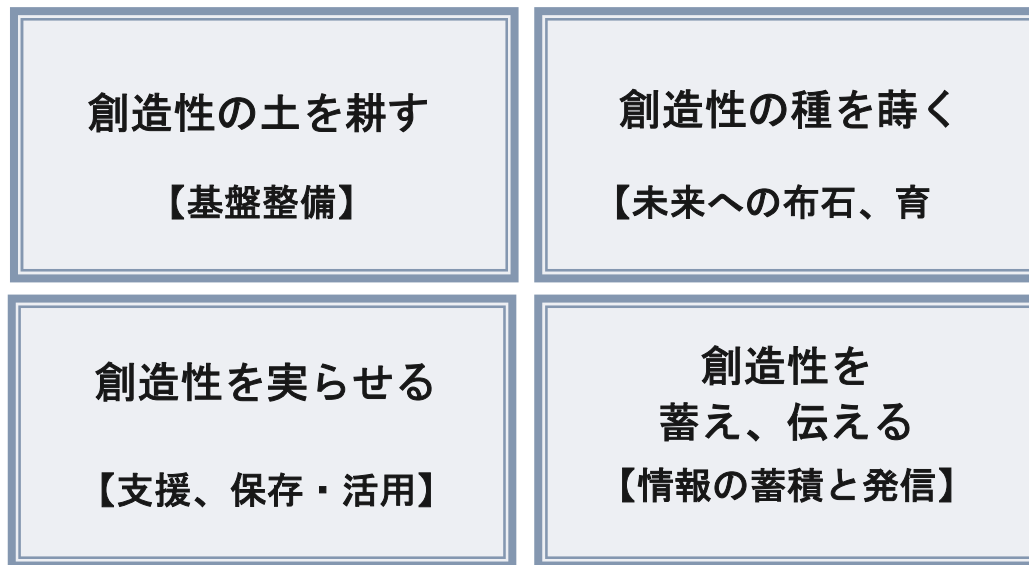 創造性の土を耕す
【基盤整備】
創造性の種を蒔く
【未来への布石、育
創造性を実らせる
【支援、保存・活用】
創造性を
蓄え、伝える
【情報の蓄積と発信】